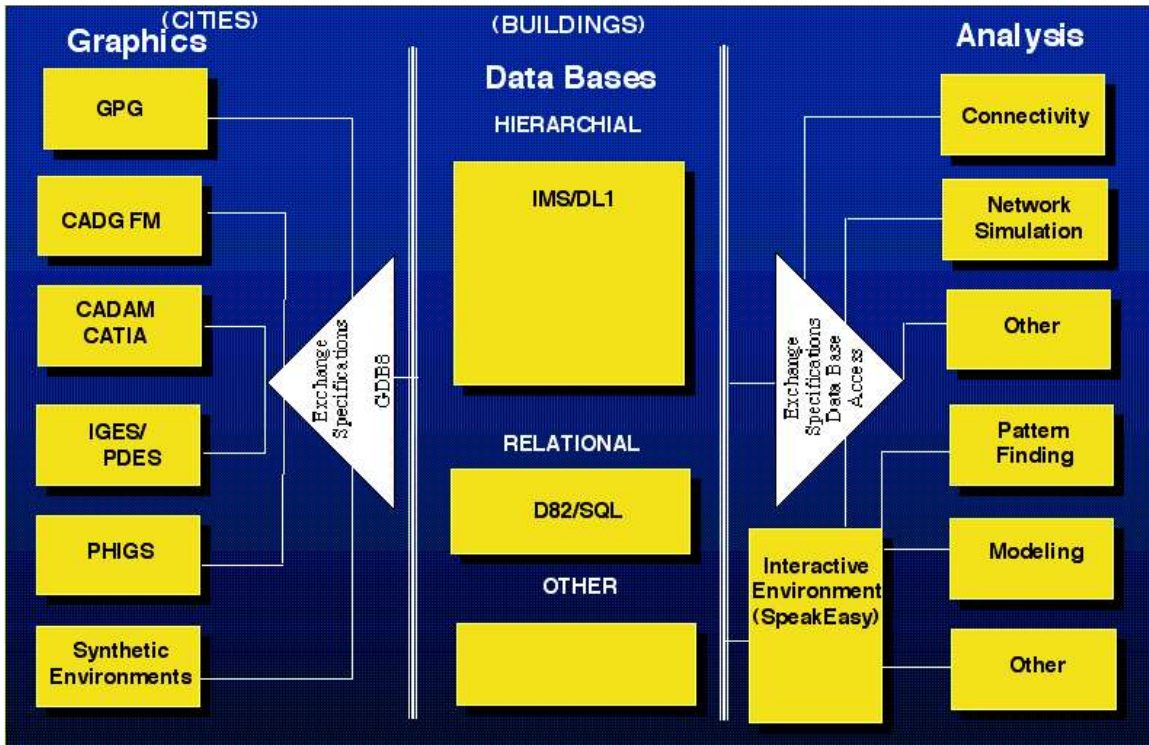 (CITIES)
Graphics
GPG
CADG FM
CADAM
CATIA
IGES/
PDES
PHIGS
Synthetic
Environments
Exchange
Specifications
GDB8
(BUILDINGS)
Data Bases
HIERARCHIAL
IMS/DL1
RELATIONAL
D82/SQL
OTHER
Exchange
Specifications
Data Base
Access
Interactive
Environment
(SpeakEasy)
Analysis
Connectivity
Network
Simulation
Other
Pattern
Finding
Modeling
Other